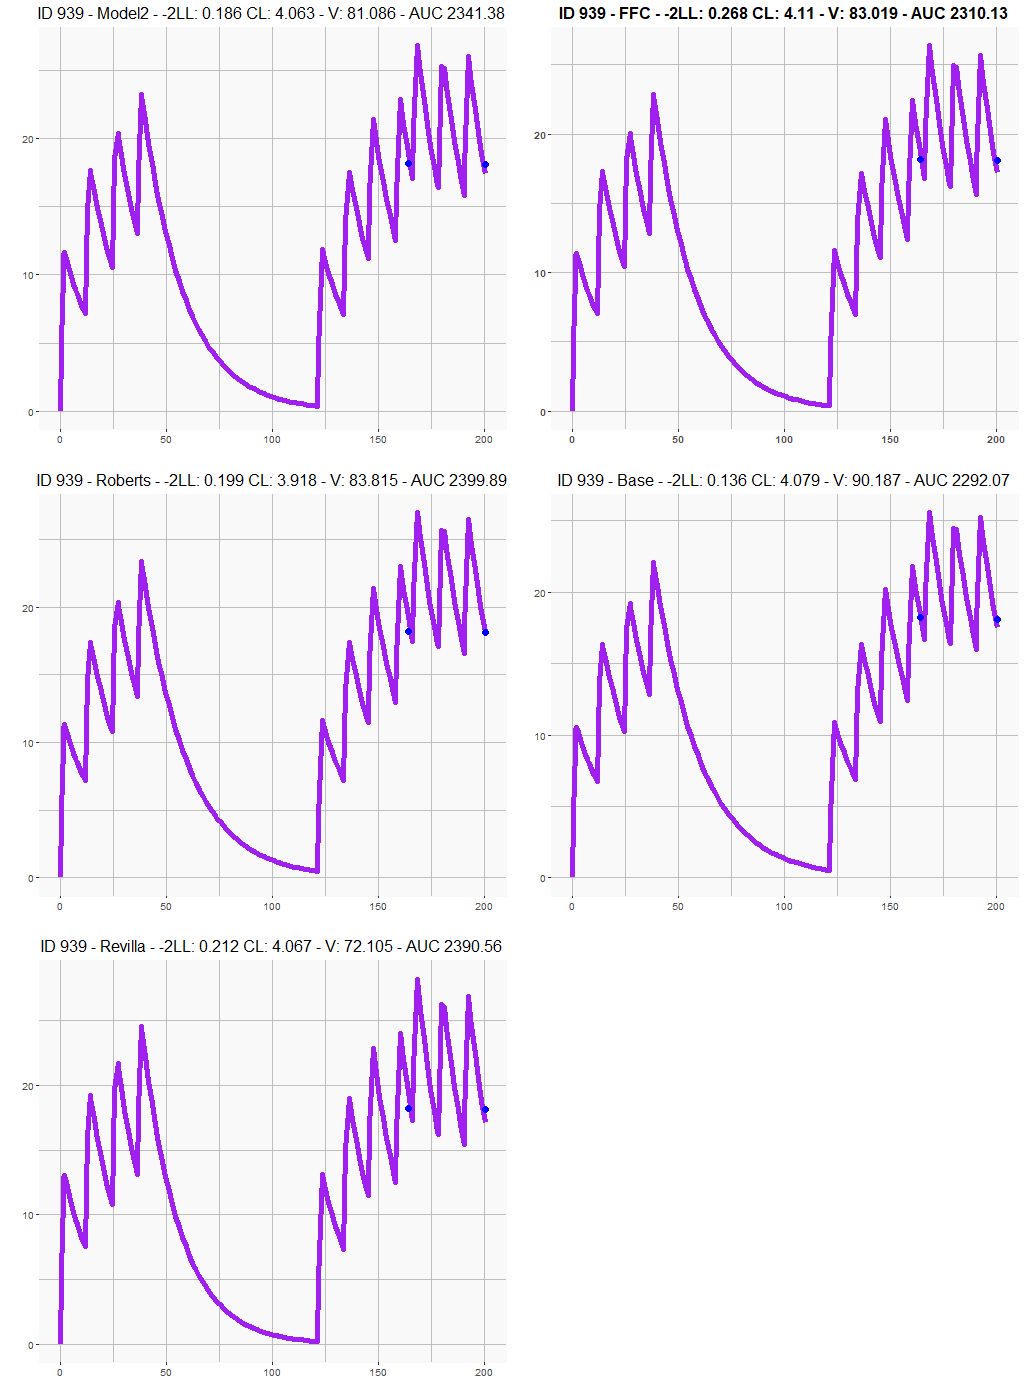 ID 939 - Model2 - -2LL: 0.186 CL: 4.063 - V: 81.086 - AUC 2341.38
20
10
0
0 50 100 150 200
ID 939 - FFC - -2LL: 0.268 CL: 4.11 - V: 83.019 - AUC 2310.13
20
10
0
0 50 100 150 200
ID 939 - Roberts - -2LL: 0.199 CL: 3.918 - V: 83.815 - AUC 2399.89
20
10
0
0 50 100 150 200
ID 939 - Base - -2LL: 0.136 CL: 4.079 - V: 90.187 - AUC 2292.07
20
10
0
0 50 100 150 200
ID 939 - Revilla - -2LL: 0.212 CL: 4.067 - V: 72.105 - AUC 2390.56
20
10
0
0 50 100 150 200